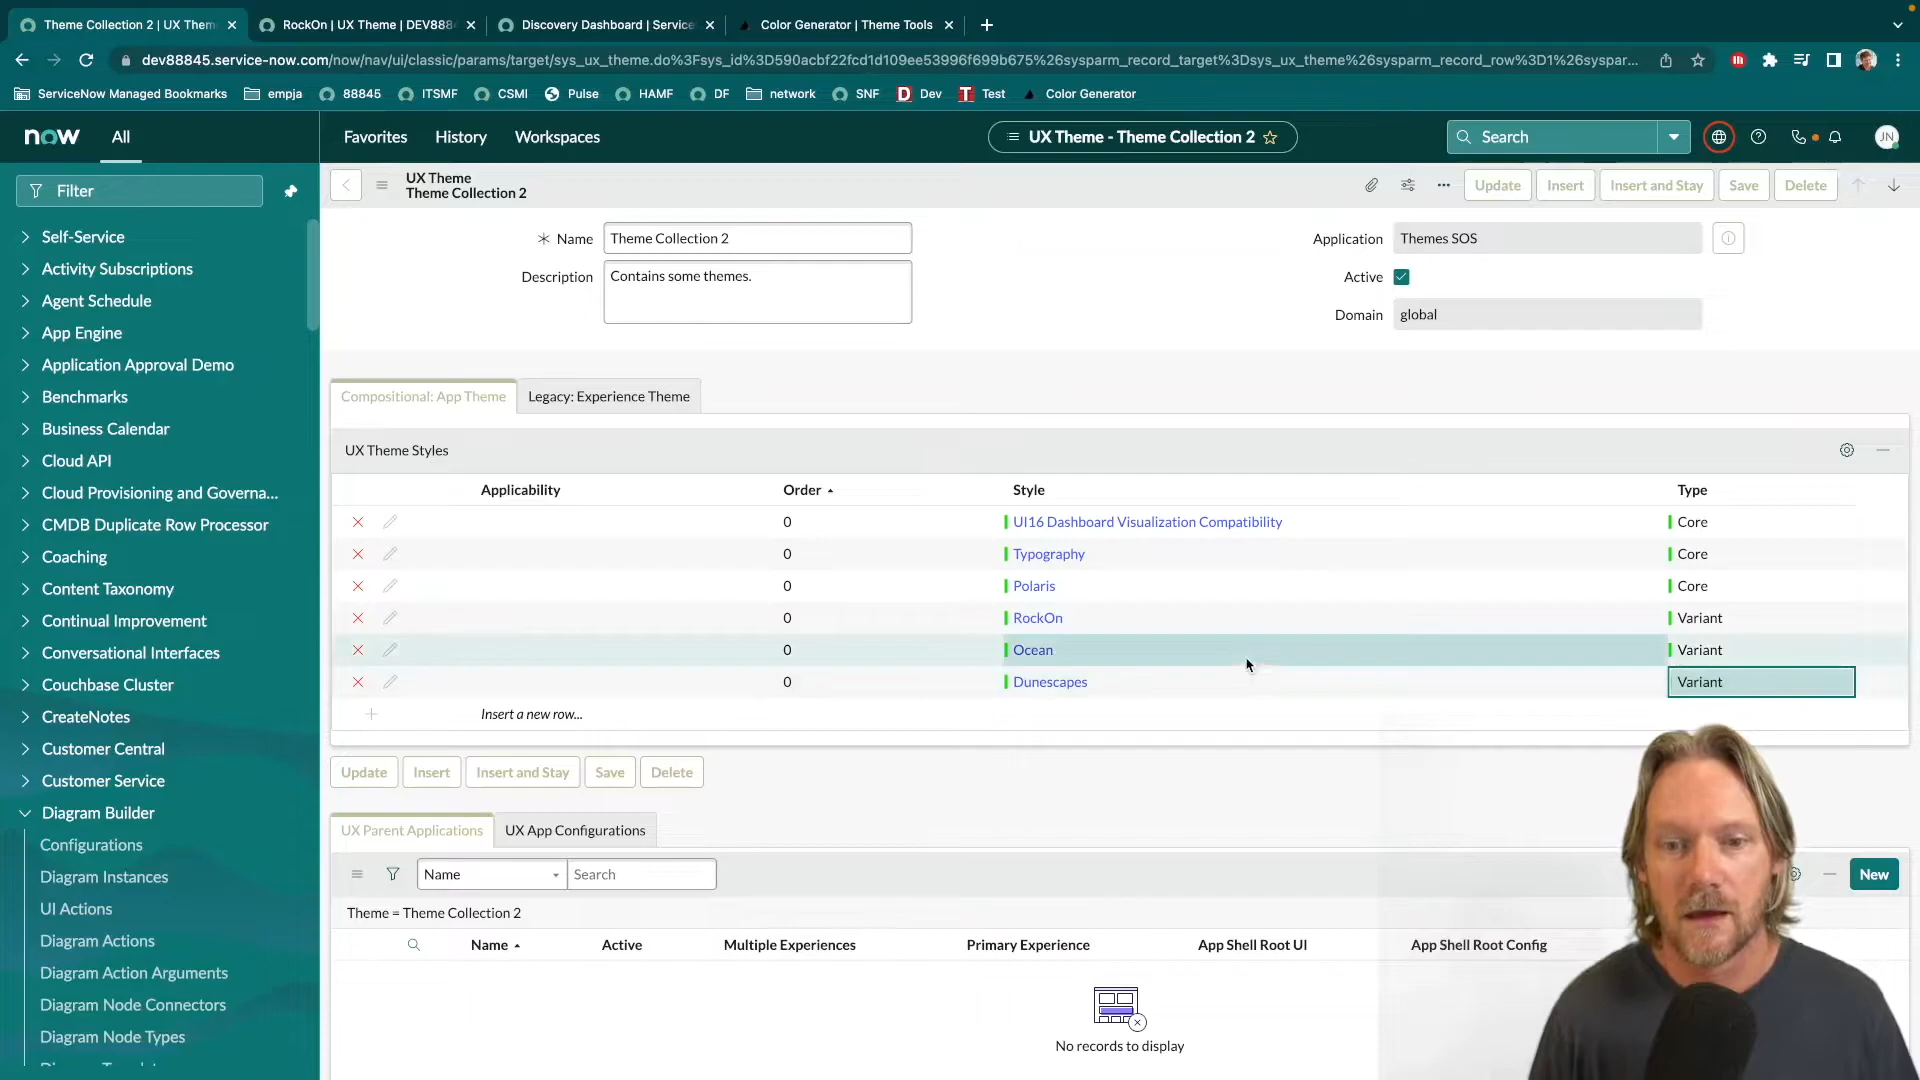 Theme Collection 2 | UX Them
RockOn | UX Theme | DEV888
Discovery Dashboard | Service
Color Generator | Theme Tools
dev88845.service-now.com/now/nav/ui/classic/params/target/sys_ux_theme.do%3Fsys_id%3D590acbf22fcd1d109ee53996f699b675%26sysparm_record_target%3Dsys_ux_theme%26sysparm_record_row%3D1%26syspar...
ServiceNow Managed Bookmarks
empja
88845
ITSMF
CSMI
Pulse
HAMF
DF
network
SNF
D Dev
T Test
Color Generator
now
All
Favorites
History
Workspaces
UX Theme - Theme Collection 2
Search
JN
Filter
UX Theme
Theme Collection 2
Update
Insert
Insert and Stay
Save
Delete
Self-Service
Activity Subscriptions
Agent Schedule
App Engine
Application Approval Demo
Benchmarks
Business Calendar
Cloud API
Cloud Provisioning and Governa...
CMDB Duplicate Row Processor
Coaching
Content Taxonomy
Continual Improvement
Conversational Interfaces
Couchbase Cluster
CreateNotes
Customer Central
Customer Service
Diagram Builder
Configurations
Diagram Instances
UI Actions
Diagram Actions
Diagram Action Arguments
Diagram Node Connectors
Diagram Node Types
Name
Theme Collection 2
Description
Contains some themes.
Application
Themes SOS
Active
Domain
global
Compositional: App Theme
Legacy: Experience Theme
UX Theme Styles
Applicability Order Style Type
0 UI16 Dashboard Visualization Compatibility Core
0 Typography Core
0 Polaris Core
0 RockOn Variant
0 Ocean Variant
0 Dunescapes Variant
Insert a new row...
Update
Insert
Insert and Stay
Save
Delete
UX Parent Applications
UX App Configurations
Name
Search
New
Theme = Theme Collection 2
Name Active Multiple Experiences Primary Experience App Shell Root UI App Shell Root Config
No records to display